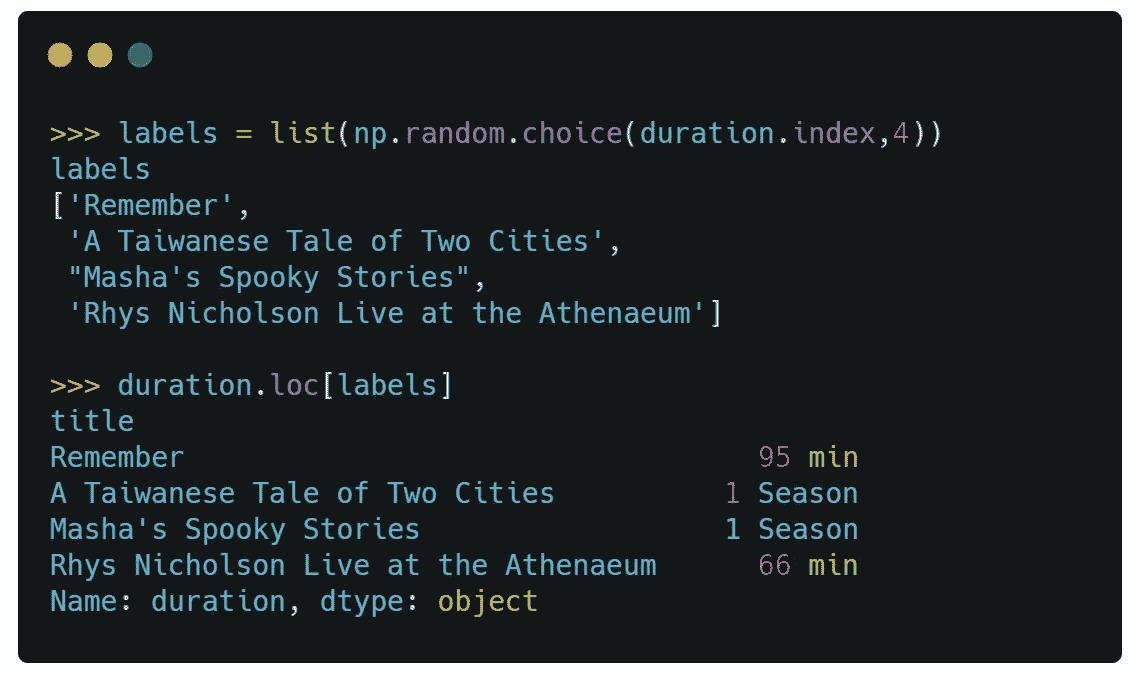 >>> labels = list(np.random.choice(duration.index,4))
labels
['Remember',
 'A Taiwanese Tale of Two Cities',
 "Masha's Spooky Stories",
 'Rhys Nicholson Live at the Athenaeum']

>>> duration.loc[labels]
title
Remember                                  95 min
A Taiwanese Tale of Two Cities          1 Season
Masha's Spooky Stories                  1 Season
Rhys Nicholson Live at the Athenaeum      66 min
Name: duration, dtype: object